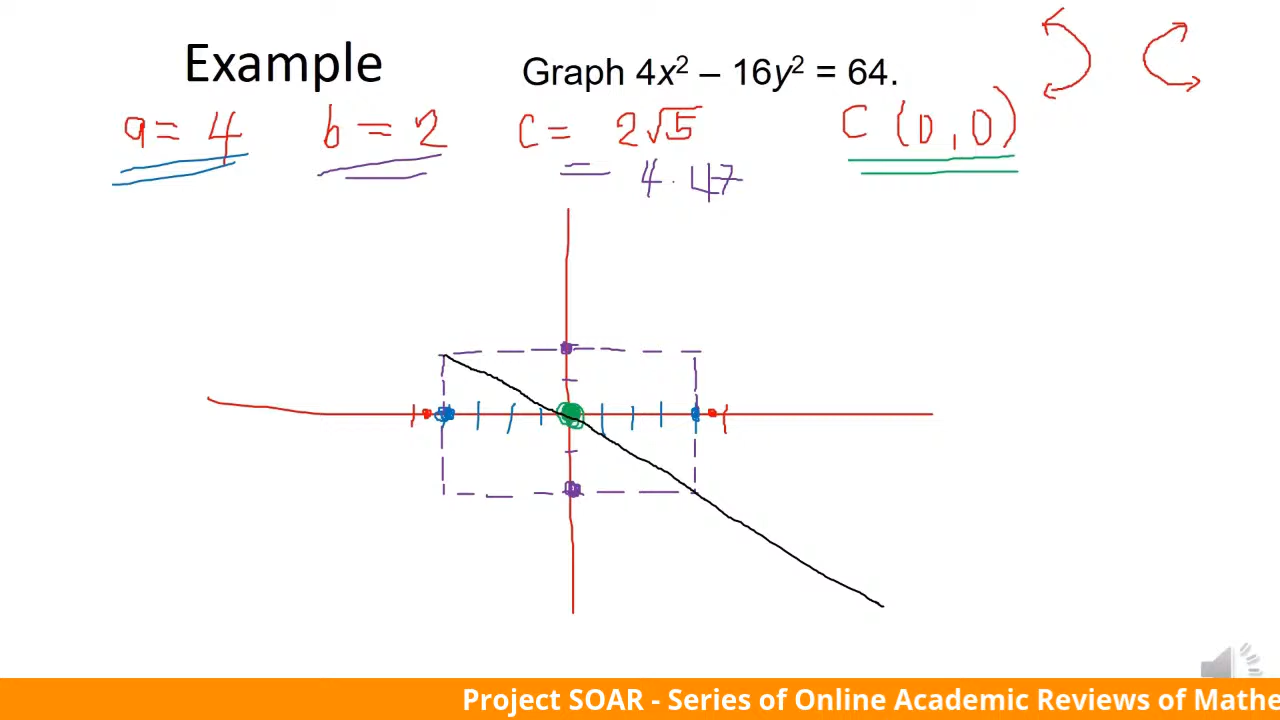 Example
Graph 4x² – 16y² = 64.
a = 4 b = 2 c = 2√5 C (0,0)
= 4.47
Project SOAR - Series of Online Academic Reviews of Mathe